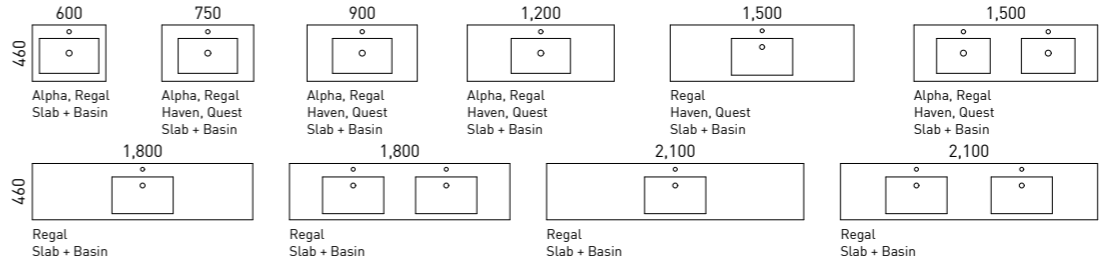 600
750
900
1,200
1,500
1,500
460
Alpha, Regal
Slab + Basin
Alpha, Regal
Haven, Quest
Slab + Basin
Alpha, Regal
Haven, Quest
Slab + Basin
Alpha, Regal
Haven, Quest
Slab + Basin
Regal
Haven, Quest
Slab + Basin
Alpha, Regal
Haven, Quest
Slab + Basin
1,800
1,800
2,100
2,100
460
Regal
Slab + Basin
Regal
Slab + Basin
Regal
Slab + Basin
Regal
Slab + Basin